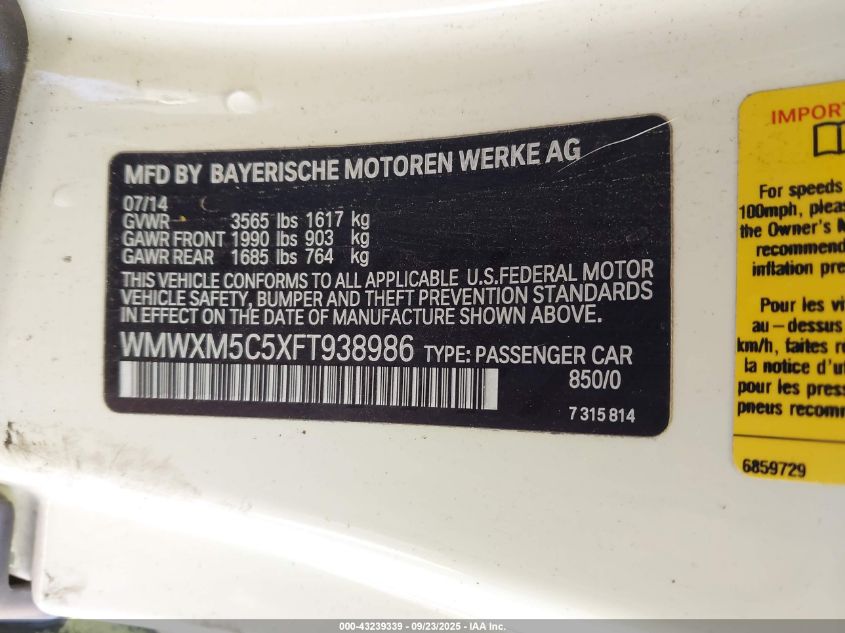 MFD BY BAYERISCHE MOTOREN WERKE AG
07/14
GVWR 3565 lbs 1617 kg
GAWR FRONT 1990 lbs 903 kg
GAWR REAR 1685 lbs 764 kg
THIS VEHICLE CONFORMS TO ALL APPLICABLE U.S.FEDERAL MOTOR
VEHICLE SAFETY, BUMPER AND THEFT PREVENTION STANDARDS
IN EFFECT ON THE DATE OF MANUFACTURE SHOWN ABOVE.
WMWXM5C5XFT938986 TYPE: PASSENGER CAR
850/0
7 315 814
IMPORT
For speeds
100mph, pleas
the Owner's M
recommend
inflation pre
Pour les vi
au-dessus
km/h, faites r
la notice d'ut
pour les press
pneus recomm
6859729
000-43239339 - 09/23/2025 - IAA Inc.